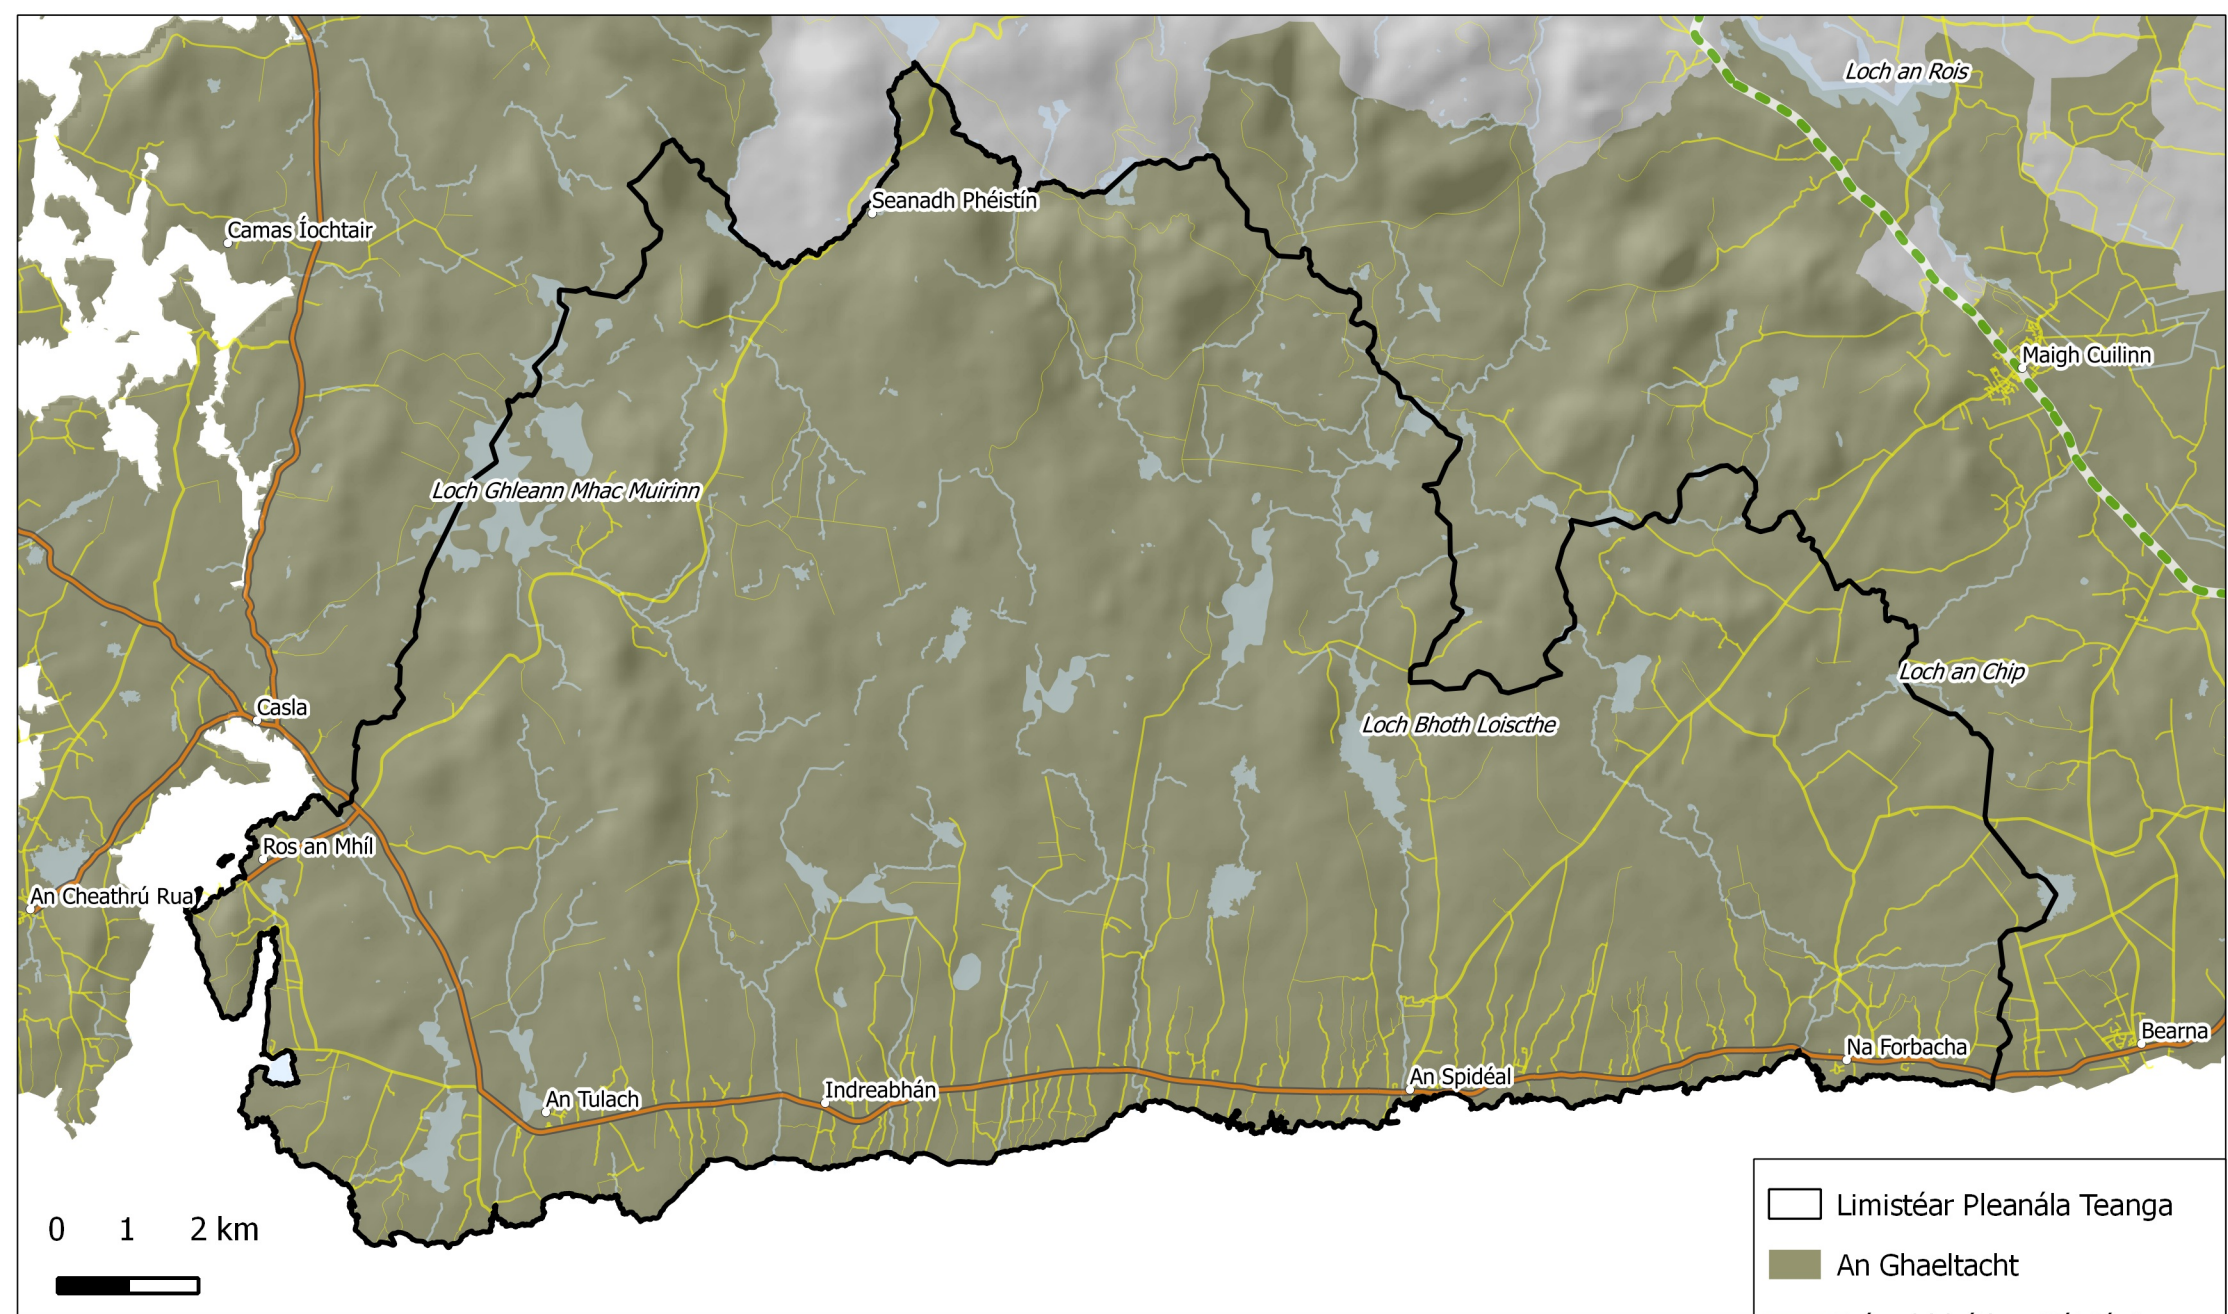 Loch an Rois
Seanadh Phéistín
Camas Íochtair
Maigh Cuilinn
Loch Ghleann Mhac Muirinn
Loch an Chip
Casla
Loch Bhoth Loiscthe
Ros an Mhíl
An Cheathrú Rua
Bearna
Na Forbacha
An Spidéal
Indreabhán
An Tulach
0 1 2 km
Limistéar Pleanála Teanga
An Ghaeltacht